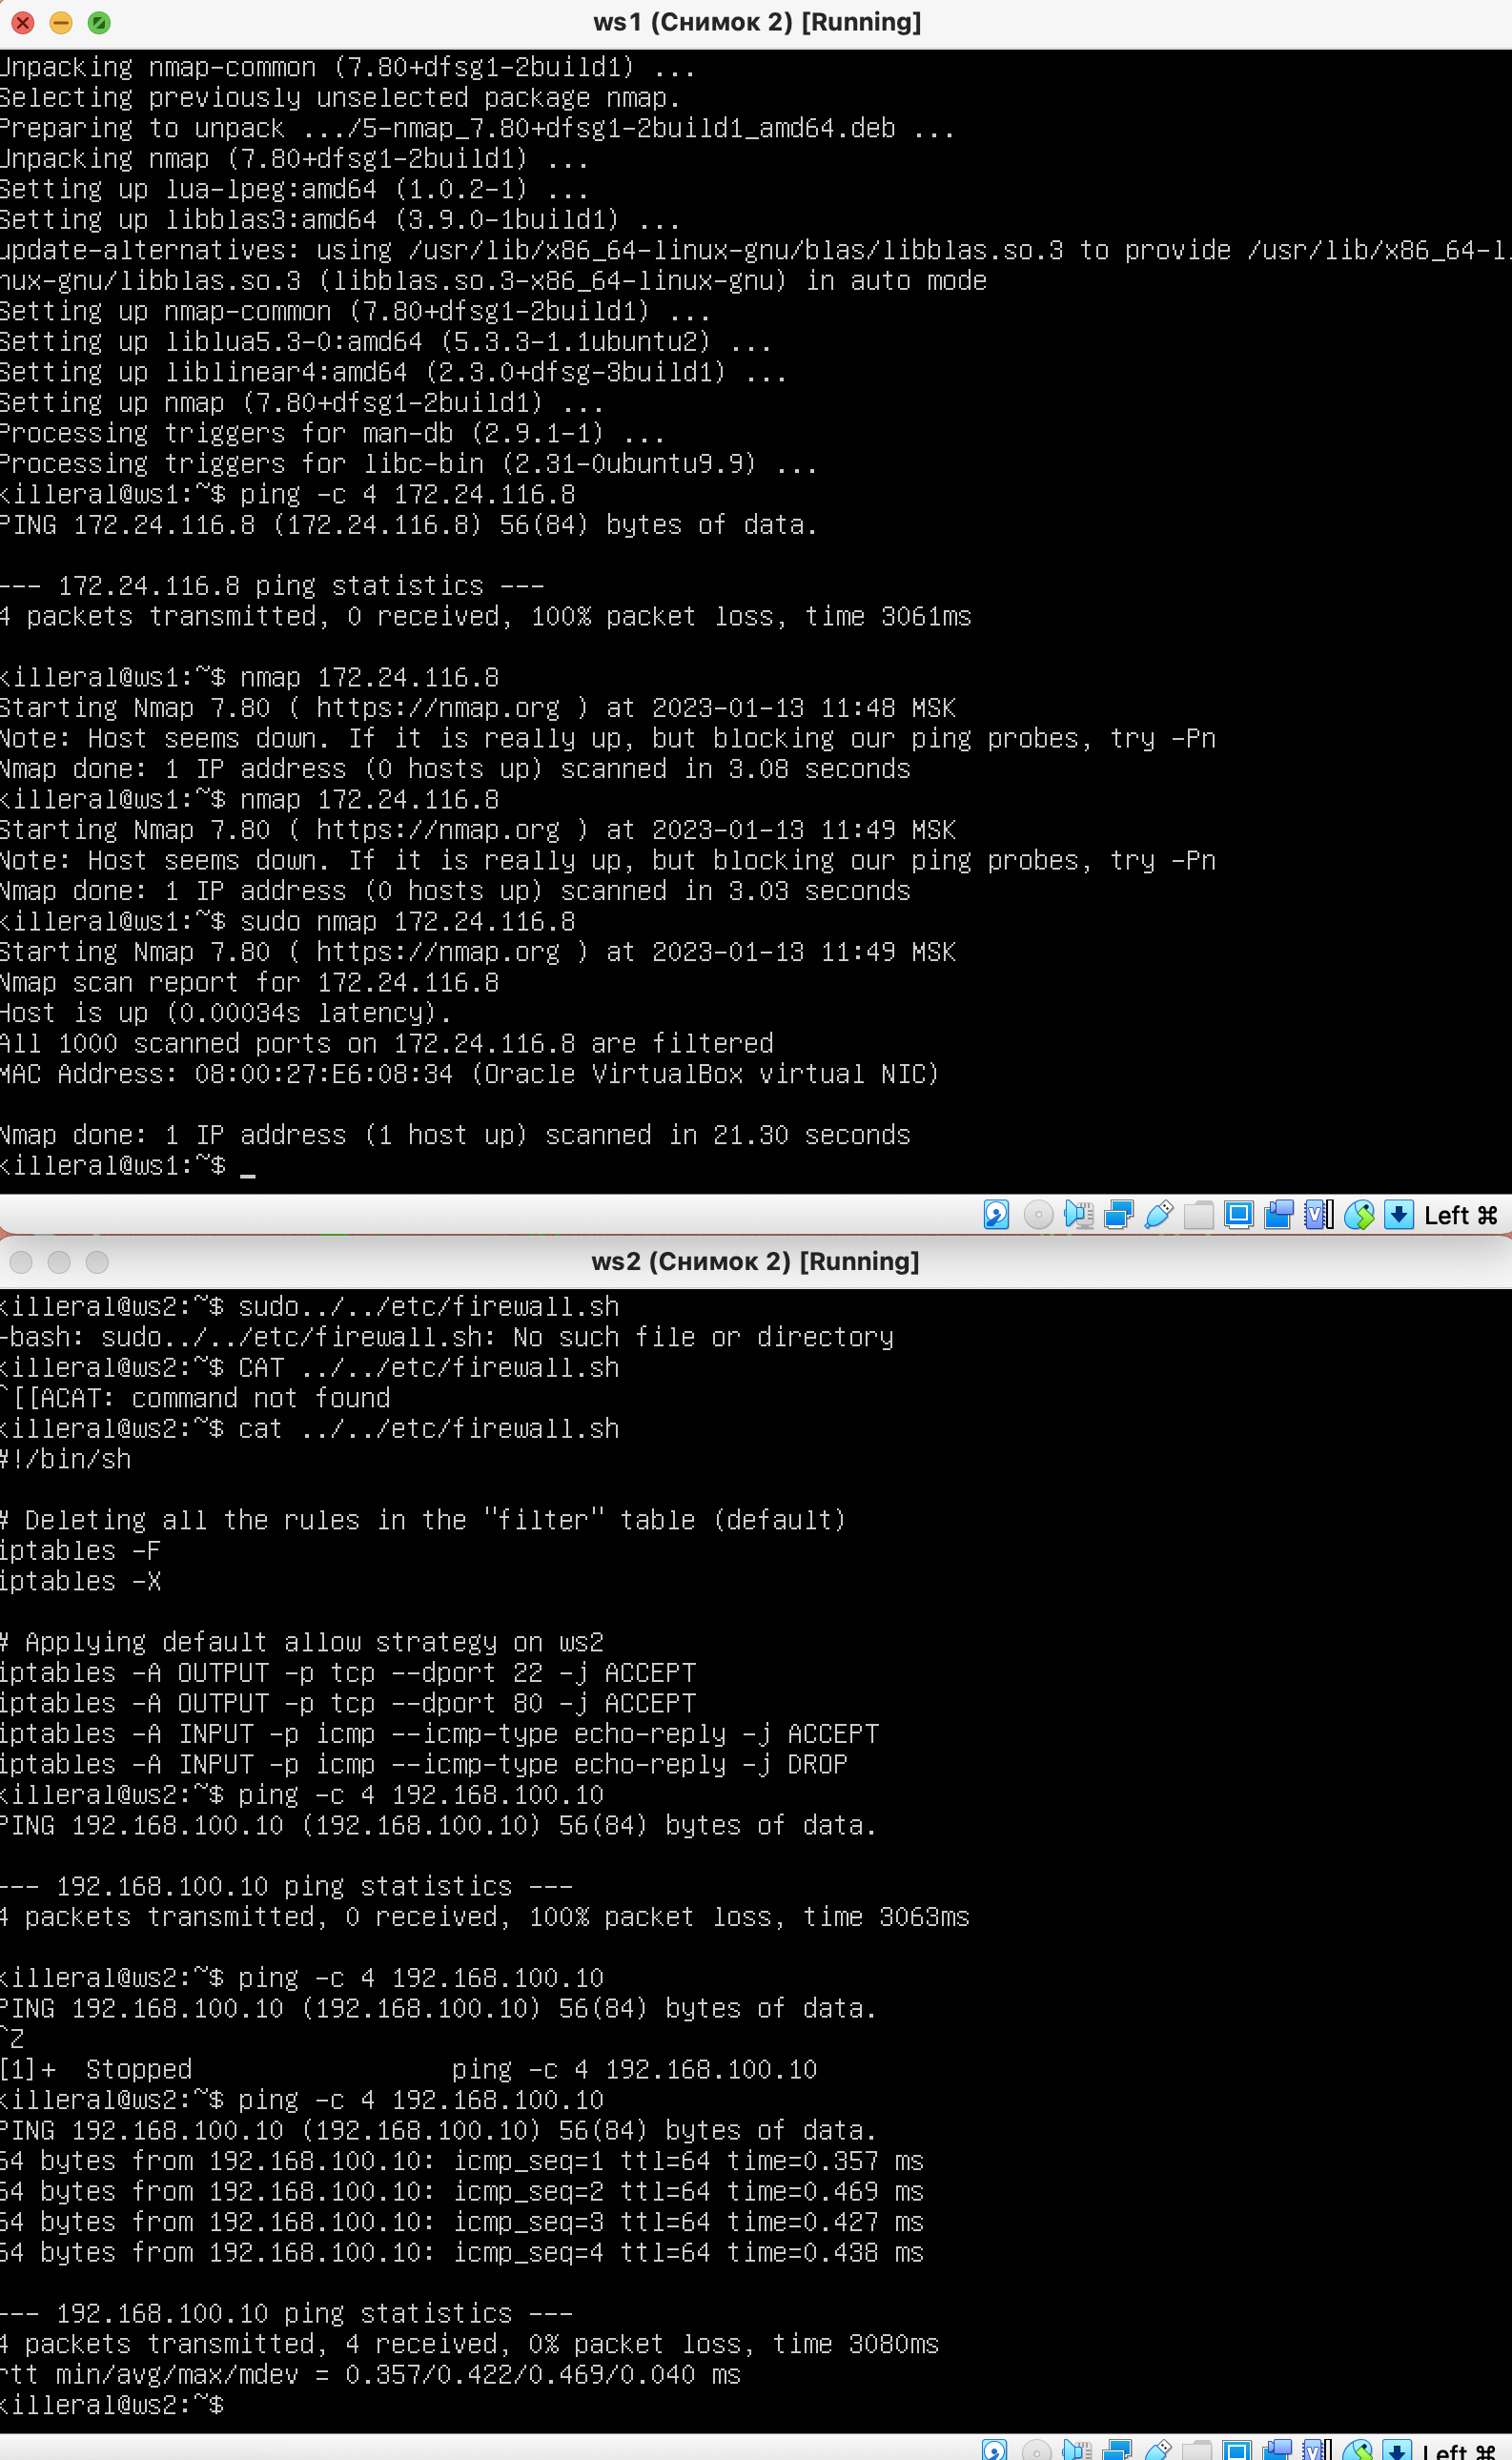 ws1 (Снимок 2) [Running]
Unpacking nmap-common (7.80+dfsg1-2build1) ...
Selecting previously unselected package nmap.
Preparing to unpack .../5-nmap_7.80+dfsg1-2build1_amd64.deb ...
Unpacking nmap (7.80+dfsg1-2build1) ...
Setting up lua-lpeg:amd64 (1.0.2-1) ...
Setting up libblas3:amd64 (3.9.0-1build1) ...
update-alternatives: using /usr/lib/x86_64-linux-gnu/blas/libblas.so.3 to provide /usr/lib/x86_64-li
nux-gnu/libblas.so.3 (libblas.so.3-x86_64-linux-gnu) in auto mode
Setting up nmap-common (7.80+dfsg1-2build1) ...
Setting up liblua5.3-0:amd64 (5.3.3-1.1ubuntu2) ...
Setting up liblinear4:amd64 (2.3.0+dfsg-3build1) ...
Setting up nmap (7.80+dfsg1-2build1) ...
Processing triggers for man-db (2.9.1-1) ...
Processing triggers for libc-bin (2.31-0ubuntu9.9) ...
killeral@ws1:~$ ping -c 4 172.24.116.8
PING 172.24.116.8 (172.24.116.8) 56(84) bytes of data.
--- 172.24.116.8 ping statistics ---
4 packets transmitted, 0 received, 100% packet loss, time 3061ms
killeral@ws1:~$ nmap 172.24.116.8
Starting Nmap 7.80 ( https://nmap.org ) at 2023-01-13 11:48 MSK
Note: Host seems down. If it is really up, but blocking our ping probes, try -Pn
Nmap done: 1 IP address (0 hosts up) scanned in 3.08 seconds
killeral@ws1:~$ nmap 172.24.116.8
Starting Nmap 7.80 ( https://nmap.org ) at 2023-01-13 11:49 MSK
Note: Host seems down. If it is really up, but blocking our ping probes, try -Pn
Nmap done: 1 IP address (0 hosts up) scanned in 3.03 seconds
killeral@ws1:~$ sudo nmap 172.24.116.8
Starting Nmap 7.80 ( https://nmap.org ) at 2023-01-13 11:49 MSK
Nmap scan report for 172.24.116.8
Host is up (0.00034s latency).
All 1000 scanned ports on 172.24.116.8 are filtered
MAC Address: 08:00:27:E6:08:34 (Oracle VirtualBox virtual NIC)
Nmap done: 1 IP address (1 host up) scanned in 21.30 seconds
killeral@ws1:~$ _
Left ⌘
ws2 (Снимок 2) [Running]
killeral@ws2:~$ sudo../../etc/firewall.sh
-bash: sudo../../etc/firewall.sh: No such file or directory
killeral@ws2:~$ CAT ../../etc/firewall.sh
^[[ACAT: command not found
killeral@ws2:~$ cat ../../etc/firewall.sh
#!/bin/sh
# Deleting all the rules in the "filter" table (default)
iptables -F
iptables -X
# Applying default allow strategy on ws2
iptables -A OUTPUT -p tcp --dport 22 -j ACCEPT
iptables -A OUTPUT -p tcp --dport 80 -j ACCEPT
iptables -A INPUT -p icmp --icmp-type echo-reply -j ACCEPT
iptables -A INPUT -p icmp --icmp-type echo-reply -j DROP
killeral@ws2:~$ ping -c 4 192.168.100.10
PING 192.168.100.10 (192.168.100.10) 56(84) bytes of data.
--- 192.168.100.10 ping statistics ---
4 packets transmitted, 0 received, 100% packet loss, time 3063ms
killeral@ws2:~$ ping -c 4 192.168.100.10
PING 192.168.100.10 (192.168.100.10) 56(84) bytes of data.
^Z
[1]+  Stopped                 ping -c 4 192.168.100.10
killeral@ws2:~$ ping -c 4 192.168.100.10
PING 192.168.100.10 (192.168.100.10) 56(84) bytes of data.
64 bytes from 192.168.100.10: icmp_seq=1 ttl=64 time=0.357 ms
64 bytes from 192.168.100.10: icmp_seq=2 ttl=64 time=0.469 ms
64 bytes from 192.168.100.10: icmp_seq=3 ttl=64 time=0.427 ms
64 bytes from 192.168.100.10: icmp_seq=4 ttl=64 time=0.438 ms
--- 192.168.100.10 ping statistics ---
4 packets transmitted, 4 received, 0% packet loss, time 3080ms
rtt min/avg/max/mdev = 0.357/0.422/0.469/0.040 ms
killeral@ws2:~$
Left ⌘